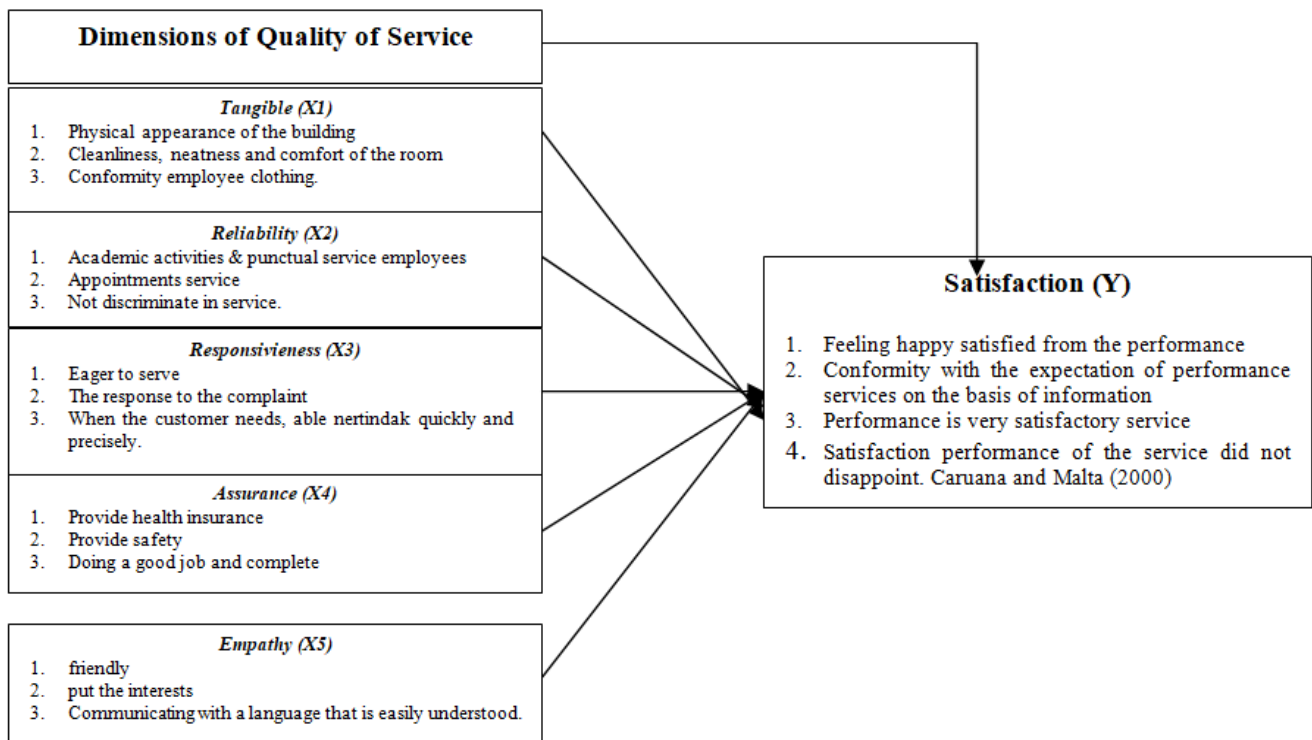 Dimensions of Quality of Service
Tangible (X1)
1. Physical appearance of the building
2. Cleanliness, neatness and comfort of the room
3. Conformity employee clothing.
Reliability (X2)
1. Academic activities & punctual service employees
2. Appointments service
3. Not discriminate in service.
Responsivieness (X3)
1. Eager to serve
2. The response to the complaint
3. When the customer needs, able nertindak quickly and
precisely.
Assurance (X4)
1. Provide health insurance
2. Provide safety
3. Doing a good job and complete
Empathy (X5)
1. friendly
2. put the interests
3. Communicating with a language that is easily understood.
Satisfaction (Y)
1. Feeling happy satisfied from the performance
2. Conformity with the expectation of performance
services on the basis of information
3. Performance is very satisfactory service
4. Satisfaction performance of the service did not
disappoint. Caruana and Malta (2000)